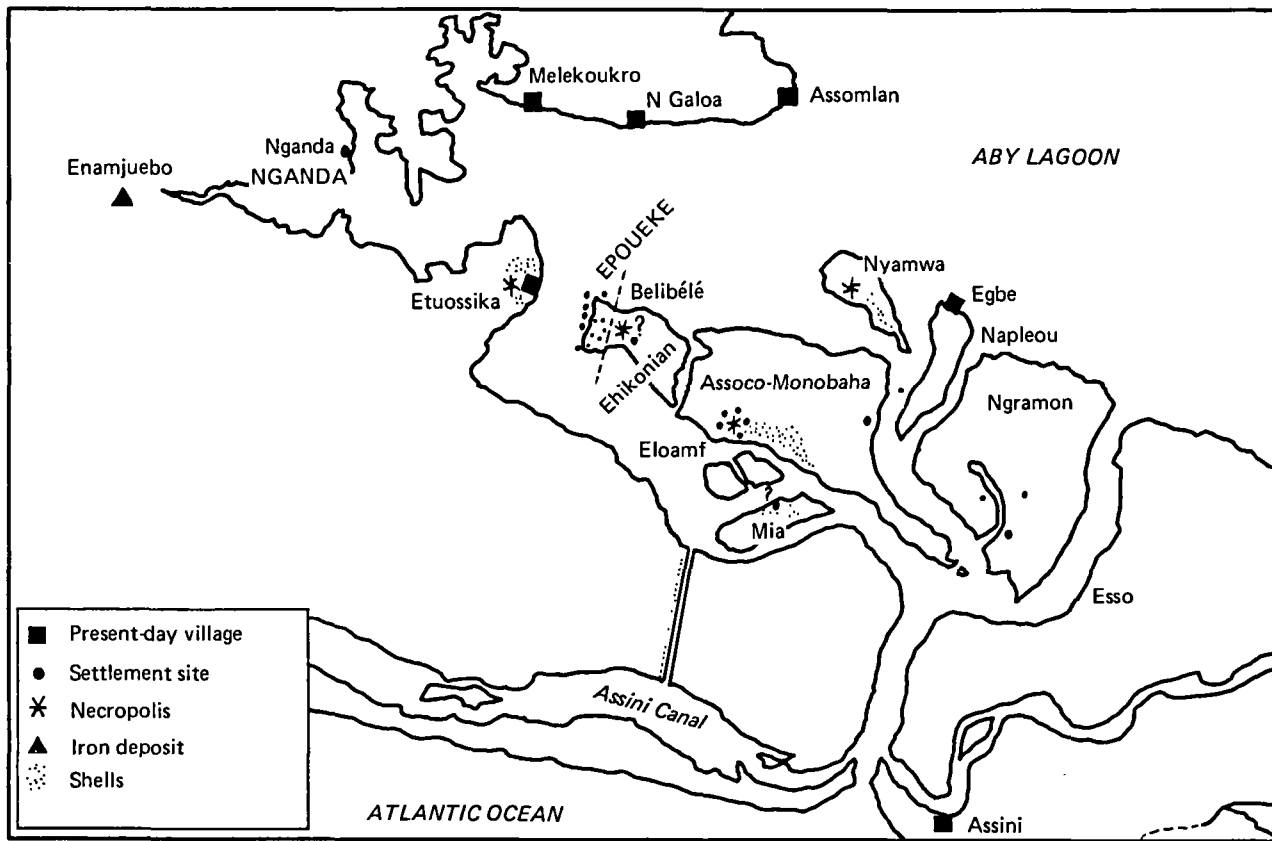 Melekoukro
N Galoa
Assomlan
Nganda
NGANDA
Enamjuebo
ABY LAGOON
EPOUEKE
Nyamwa
Etuossika
Belibélé
Egbe
?
Napleou
Ehikonian
Assoco-Monobaha
Ngramon
Eloamf
?
Mia
Esso
Present-day village
Settlement site
Necropolis
Iron deposit
Shells
Assini Canal
ATLANTIC OCEAN
Assini